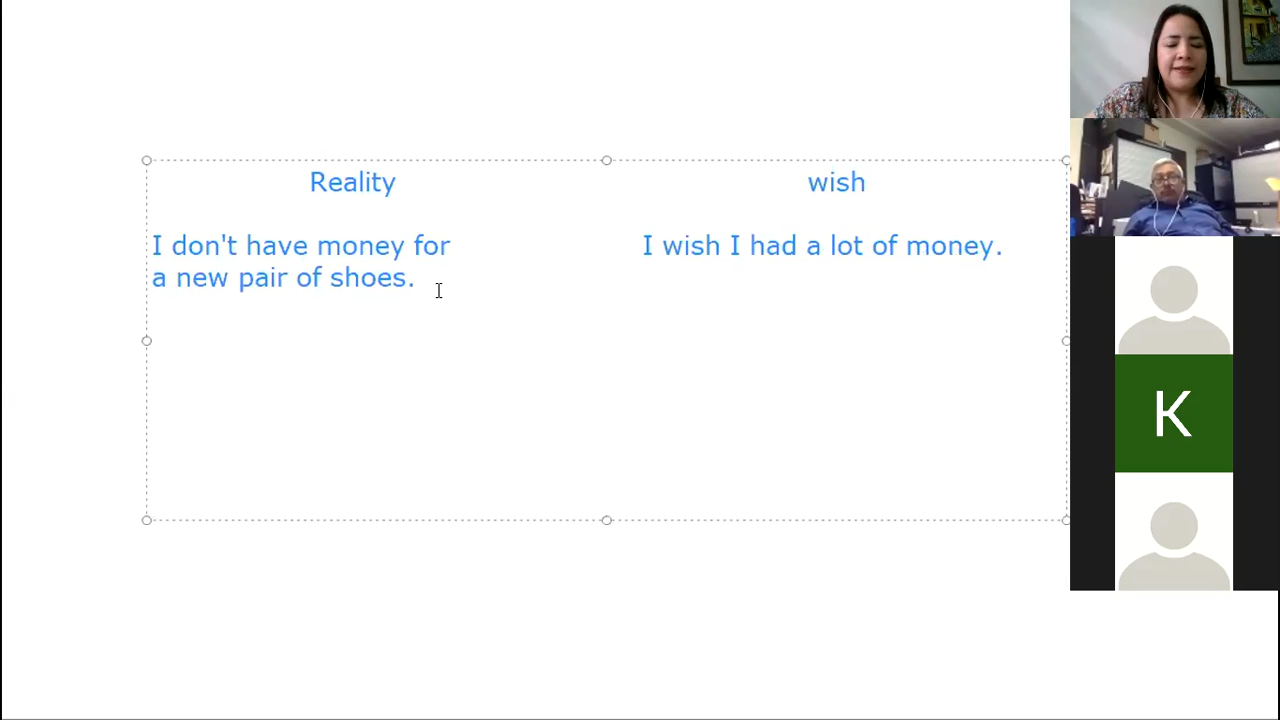 Reality
wish
I don't have money for
a new pair of shoes.
I wish I had a lot of money.
K